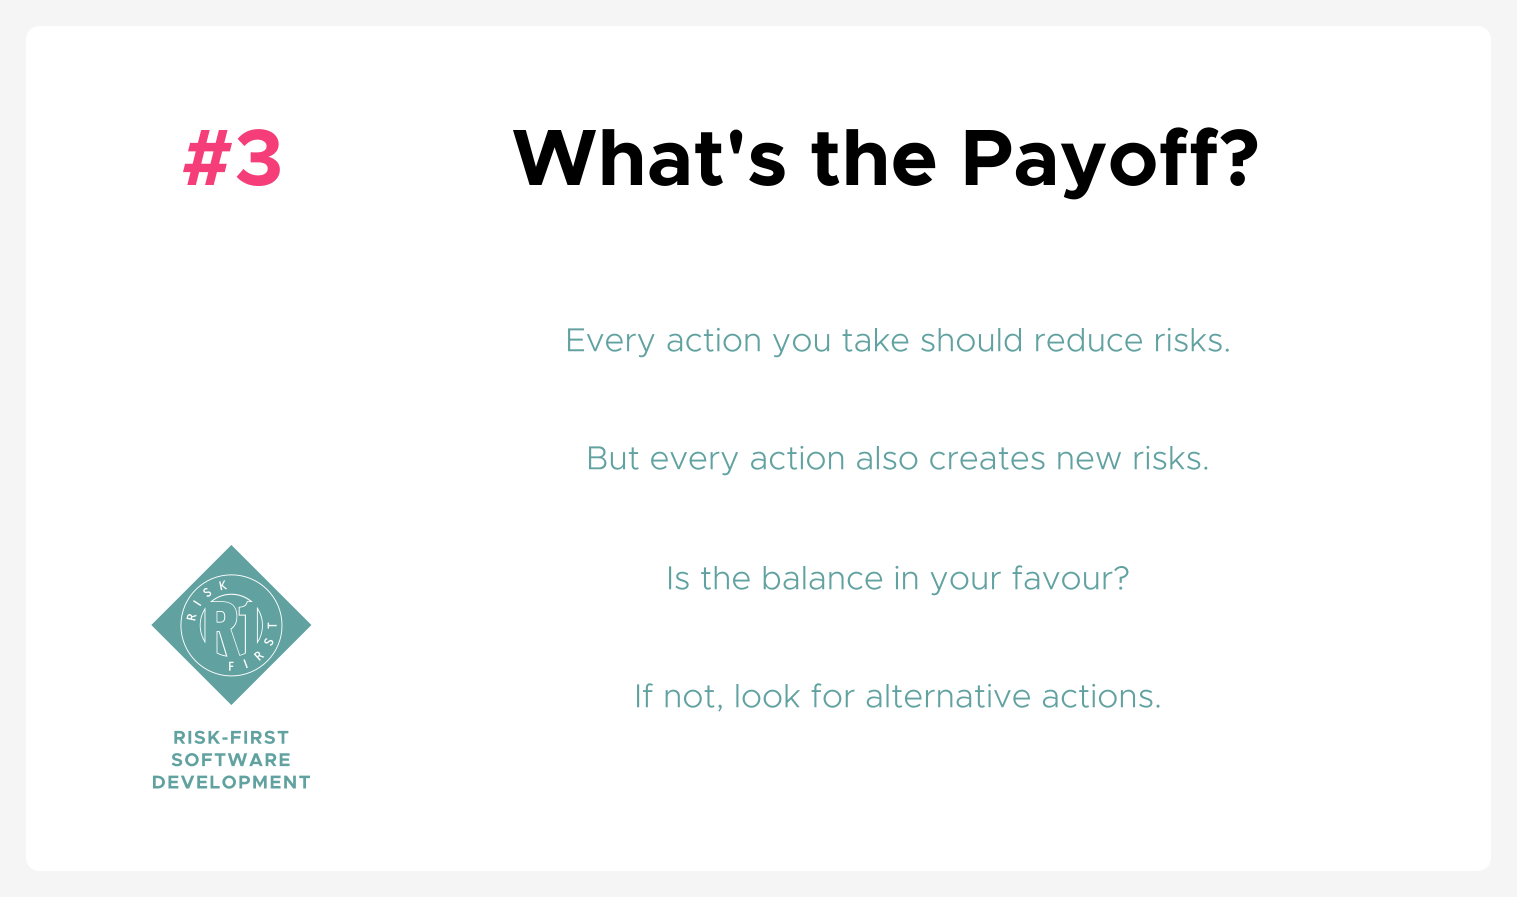 #3
What's the Payoff?
Every action you take should reduce risks.
But every action also creates new risks.
Is the balance in your favour?
If not, look for alternative actions.
RISK
R1
FIRST
RISK-FIRST
SOFTWARE
DEVELOPMENT